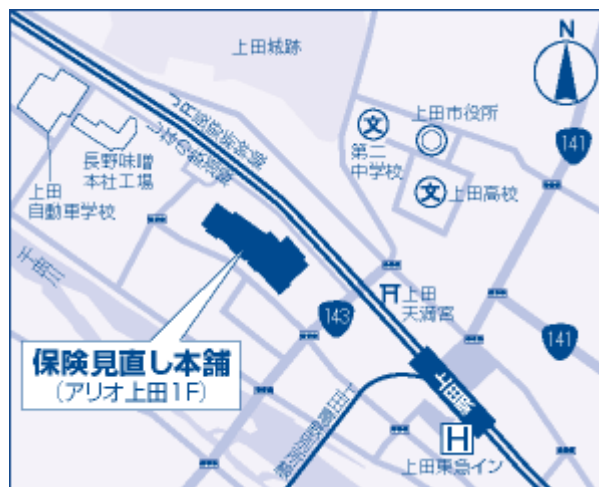 上田城跡
N
上田市役所
文
第二
中学校
文
上田高校
141
長野味噌
本社工場
上田
自動車学校
上田
天満宮
143
141
保険見直し本舗
(アリオ上田1F)
上田駅
H
上田東急イン